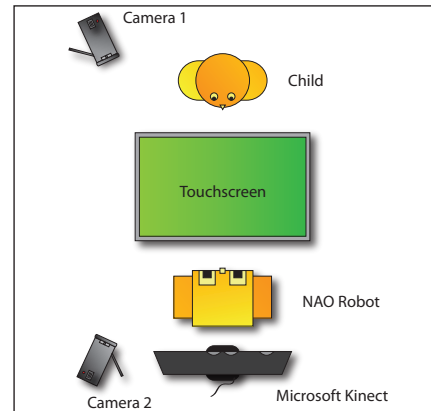 Camera 1
Child
Touchscreen
NAO Robot
Camera 2
Microsoft Kinect